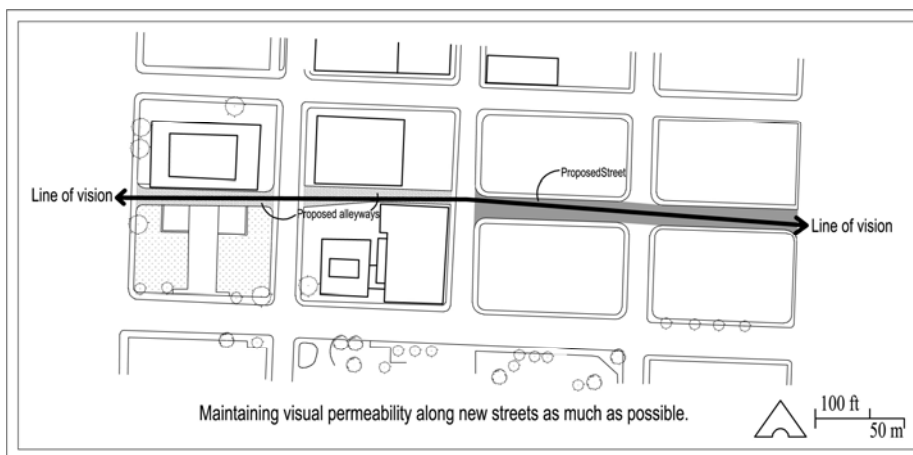 ProposedStreet
Line of vision
Proposed alleyways
Line of vision
Maintaining visual permeability along new streets as much as possible.
100 ft
50 m